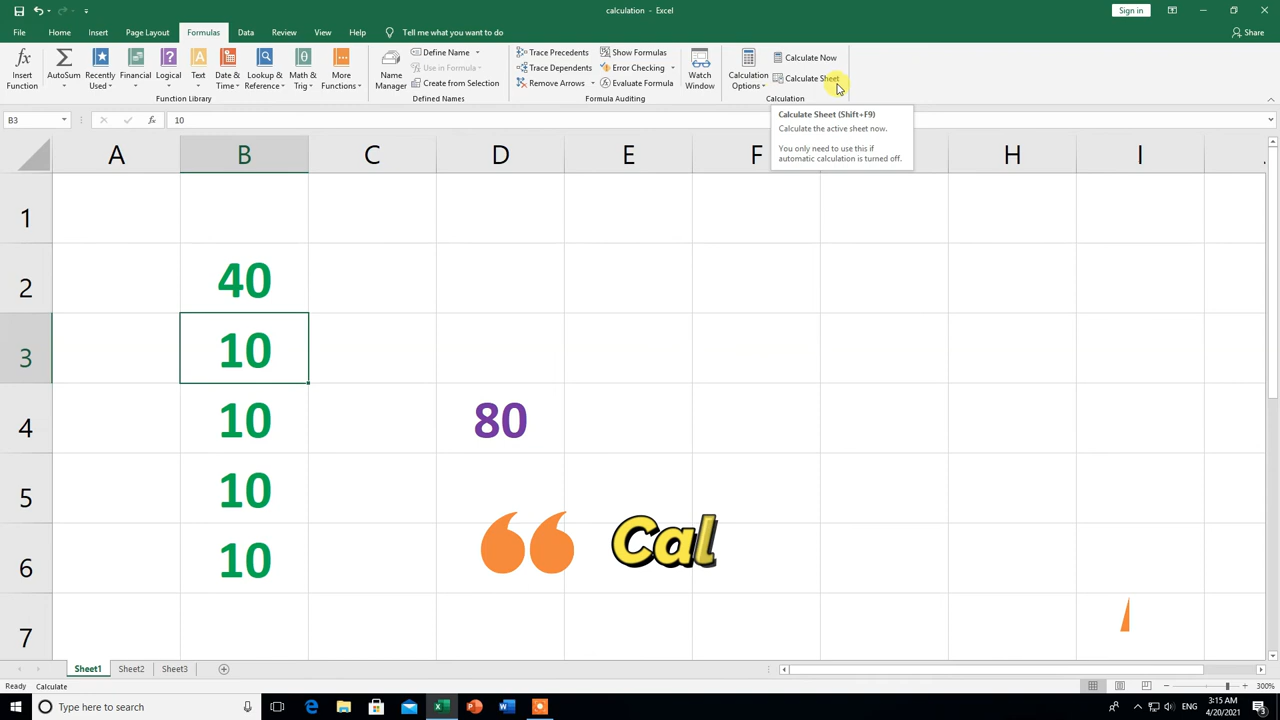 calculation - Excel
Sign in
File Home Insert Page Layout Formulas Data Review View Help Tell me what you want to do Share
fx
Insert Function
Σ
AutoSum
Recently Used
Financial
?
Logical
A
Text
Date & Time
Lookup & Reference
θ
Math & Trig
More Functions
Function Library
Name Manager
Define Name
Use in Formula
Create from Selection
Defined Names
Trace Precedents
Trace Dependents
Remove Arrows
Show Formulas
Error Checking
Evaluate Formula
Formula Auditing
Watch Window
Calculation Options
Calculate Now
Calculate Sheet
Calculation
Calculate Sheet (Shift+F9)
Calculate the active sheet now.
You only need to use this if
automatic calculation is turned off.
B3 fx 10
A B C D E F H I
1
2 40
3 10
4 10 80
5 10
6 10
“ Cal
7
Sheet1 Sheet2 Sheet3
Ready Calculate 300%
Type here to search
3:15 AM
4/20/2021
3